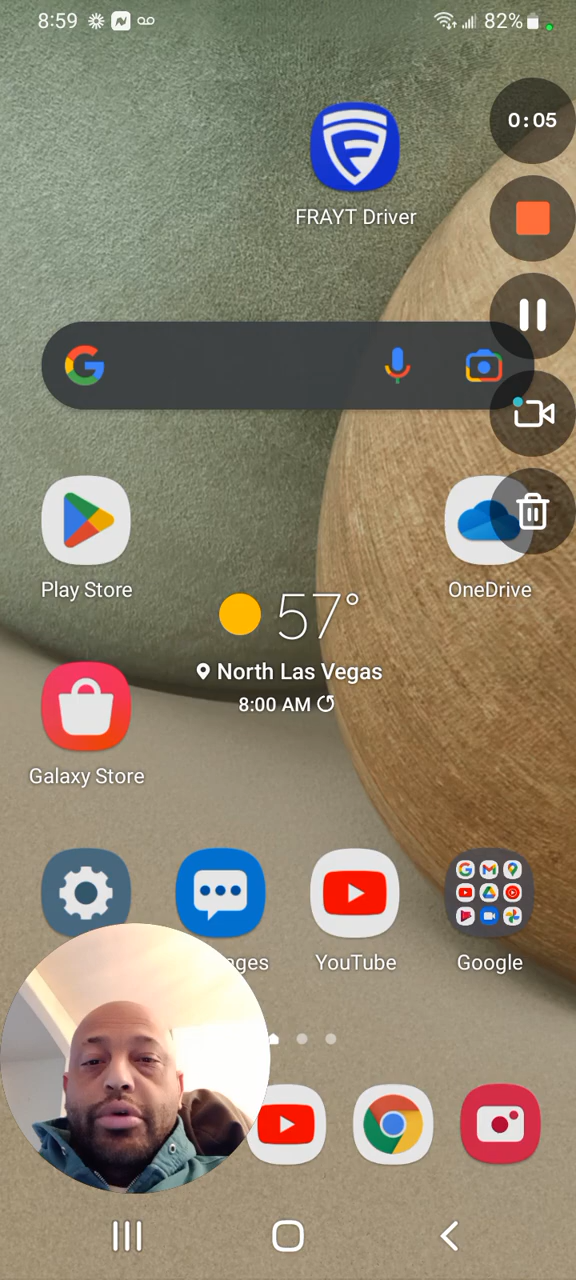 8:59
82%
0:05
FRAYT Driver
Play Store
OneDrive
57°
North Las Vegas
8:00 AM
Galaxy Store
ges
YouTube
Google